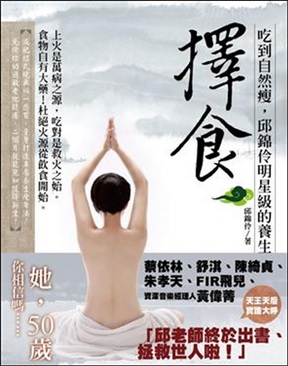 吃到自然瘦，邱錦伶明星級的養生
擇食
邱錦伶/著
上火是萬病之源，吃對是救火之始。
食物自有大藥！杜絕火源從飲食開始。
她，50歲
你相信嗎……
蔡依林、舒淇、陳綺貞、
朱孝天、FIR飛兒、
資深音樂經理人黃偉菁
天王天后
實證大呼
「邱老師終於出書、
拯救世人啦！」